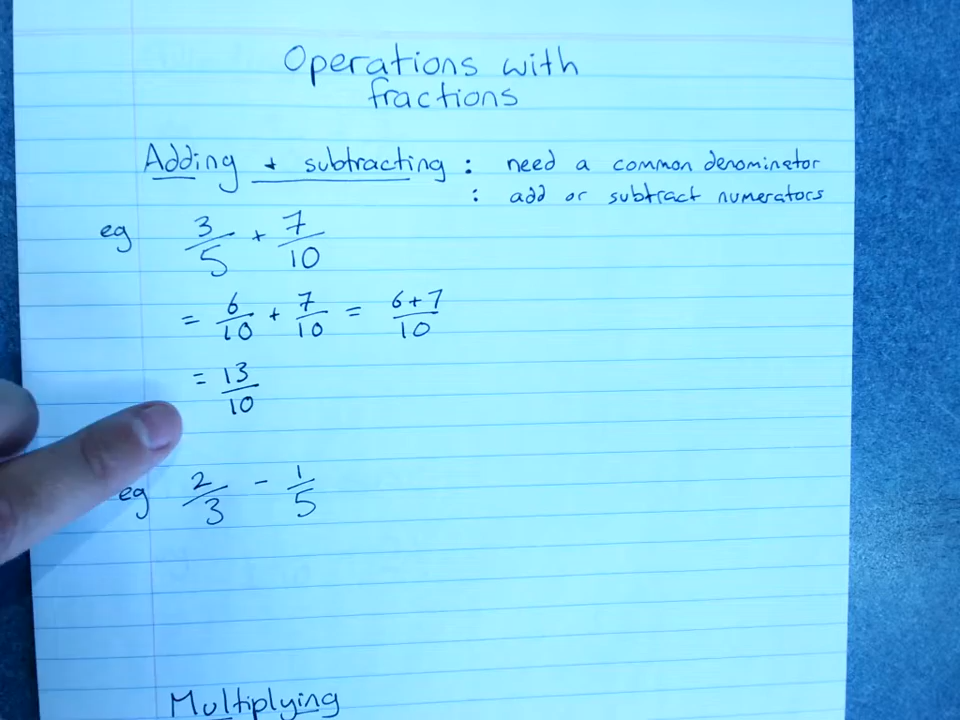 Operations with
fractions
Adding + subtracting : need a common denominator
: add or subtract numerators
eg 3/5 + 7/10
= 6/10 + 7/10 = 6+7/10
= 13/10
eg 2/3 - 1/5
Multiplying